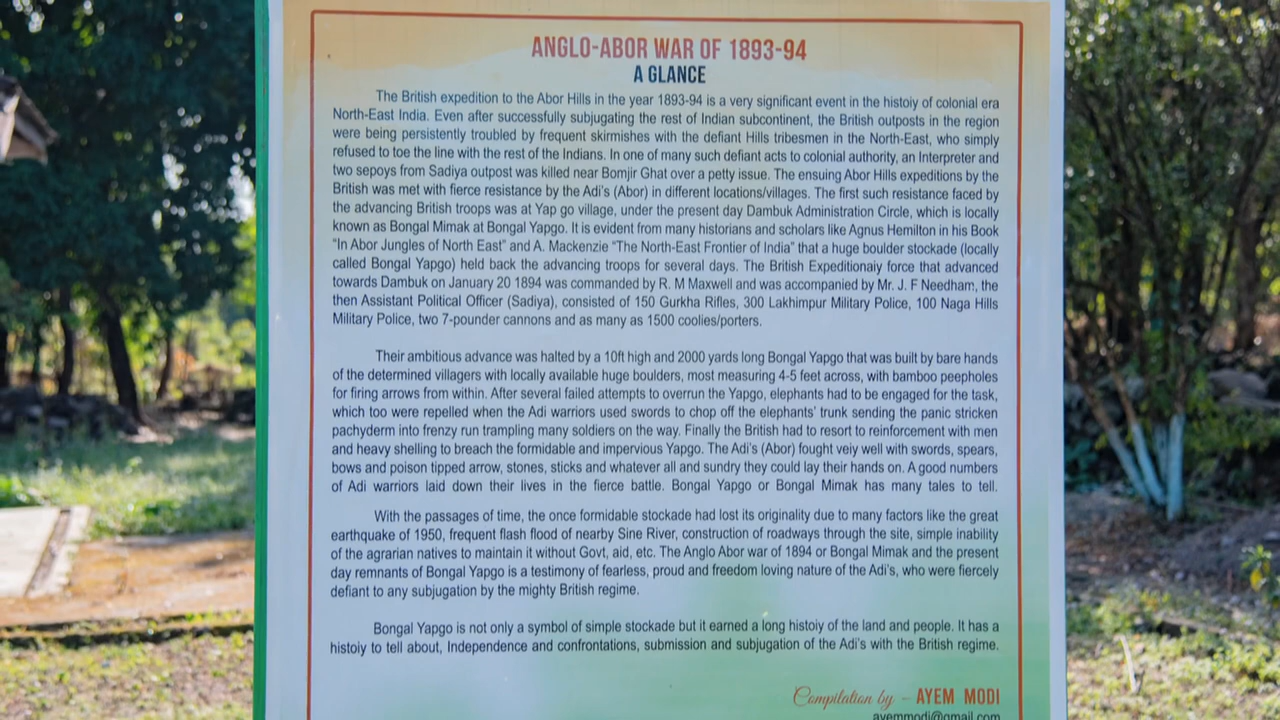 ANGLO-ABOR WAR OF 1893-94
A GLANCE
The British expedition to the Abor Hills in the year 1893-94 is a very significant event in the histoiy of colonial era
North-East India. Even after successfully subjugating the rest of Indian subcontinent, the British outposts in the region
were being persistently troubled by frequent skirmishes with the defiant Hills tribesmen in the North-East, who simply
refused to toe the line with the rest of the Indians. In one of many such defiant acts to colonial authority, an Interpreter and
two sepoys from Sadiya outpost was killed near Bomjir Ghat over a petty issue. The ensuing Abor Hills expeditions by the
British was met with fierce resistance by the Adi's (Abor) in different locations/villages. The first such resistance faced by
the advancing British troops was at Yap go village, under the present day Dambuk Administration Circle, which is locally
known as Bongal Mimak at Bongal Yapgo. It is evident from many historians and scholars like Agnus Hemilton in his Book
“In Abor Jungles of North East” and A. Mackenzie “The North-East Frontier of India” that a huge boulder stockade (locally
called Bongal Yapgo) held back the advancing troops for several days. The British Expeditionaiy force that advanced
towards Dambuk on January 20 1894 was commanded by R. M Maxwell and was accompanied by Mr. J. F Needham, the
then Assistant Political Officer (Sadiya), consisted of 150 Gurkha Rifles, 300 Lakhimpur Military Police, 100 Naga Hills
Military Police, two 7-pounder cannons and as many as 1500 coolies/porters.
Their ambitious advance was halted by a 10ft high and 2000 yards long Bongal Yapgo that was built by bare hands
of the determined villagers with locally available huge boulders, most measuring 4-5 feet across, with bamboo peepholes
for firing arrows from within. After several failed attempts to overrun the Yapgo, elephants had to be engaged for the task,
which too were repelled when the Adi warriors used swords to chop off the elephants' trunk sending the panic stricken
pachyderm into frenzy run trampling many soldiers on the way. Finally the British had to resort to reinforcement with men
and heavy shelling to breach the formidable and impervious Yapgo. The Adi's (Abor) fought veiy well with swords, spears,
bows and poison tipped arrow, stones, sticks and whatever all and sundry they could lay their hands on. A good numbers
of Adi warriors laid down their lives in the fierce battle. Bongal Yapgo or Bongal Mimak has many tales to tell.
With the passages of time, the once formidable stockade had lost its originality due to many factors like the great
earthquake of 1950, frequent flash flood of nearby Sine River, construction of roadways through the site, simple inability
of the agrarian natives to maintain it without Govt, aid, etc. The Anglo Abor war of 1894 or Bongal Mimak and the present
day remnants of Bongal Yapgo is a testimony of fearless, proud and freedom loving nature of the Adi's, who were fiercely
defiant to any subjugation by the mighty British regime.
Bongal Yapgo is not only a symbol of simple stockade but it earned a long histoiy of the land and people. It has a
histoiy to tell about, Independence and confrontations, submission and subjugation of the Adi's with the British regime.
Compilation by – AYEM MODI
ayemmodi@gmail.com